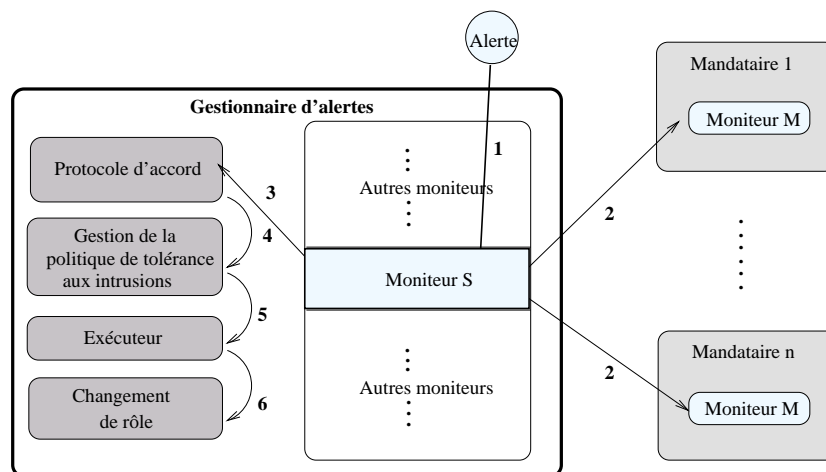 Alerte
Mandataire 1
Moniteur M
Gestionnaire d'alertes
1
Protocole d'accord
Autres moniteurs
3
2
4
Gestion de la
politique de tolérance
aux intrusions
Moniteur S
5
Exécuteur
Mandataire n
2
Autres moniteurs
Changement
de rôle
6
Moniteur M